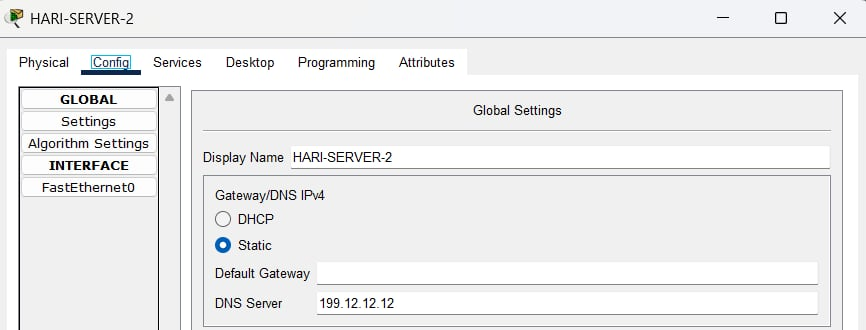 HARI-SERVER-2
Physical Config Services Desktop Programming Attributes
GLOBAL
Settings
Algorithm Settings
INTERFACE
FastEthernet0
Global Settings
Display Name HARI-SERVER-2
Gateway/DNS IPv4
DHCP
Static
Default Gateway
DNS Server 199.12.12.12